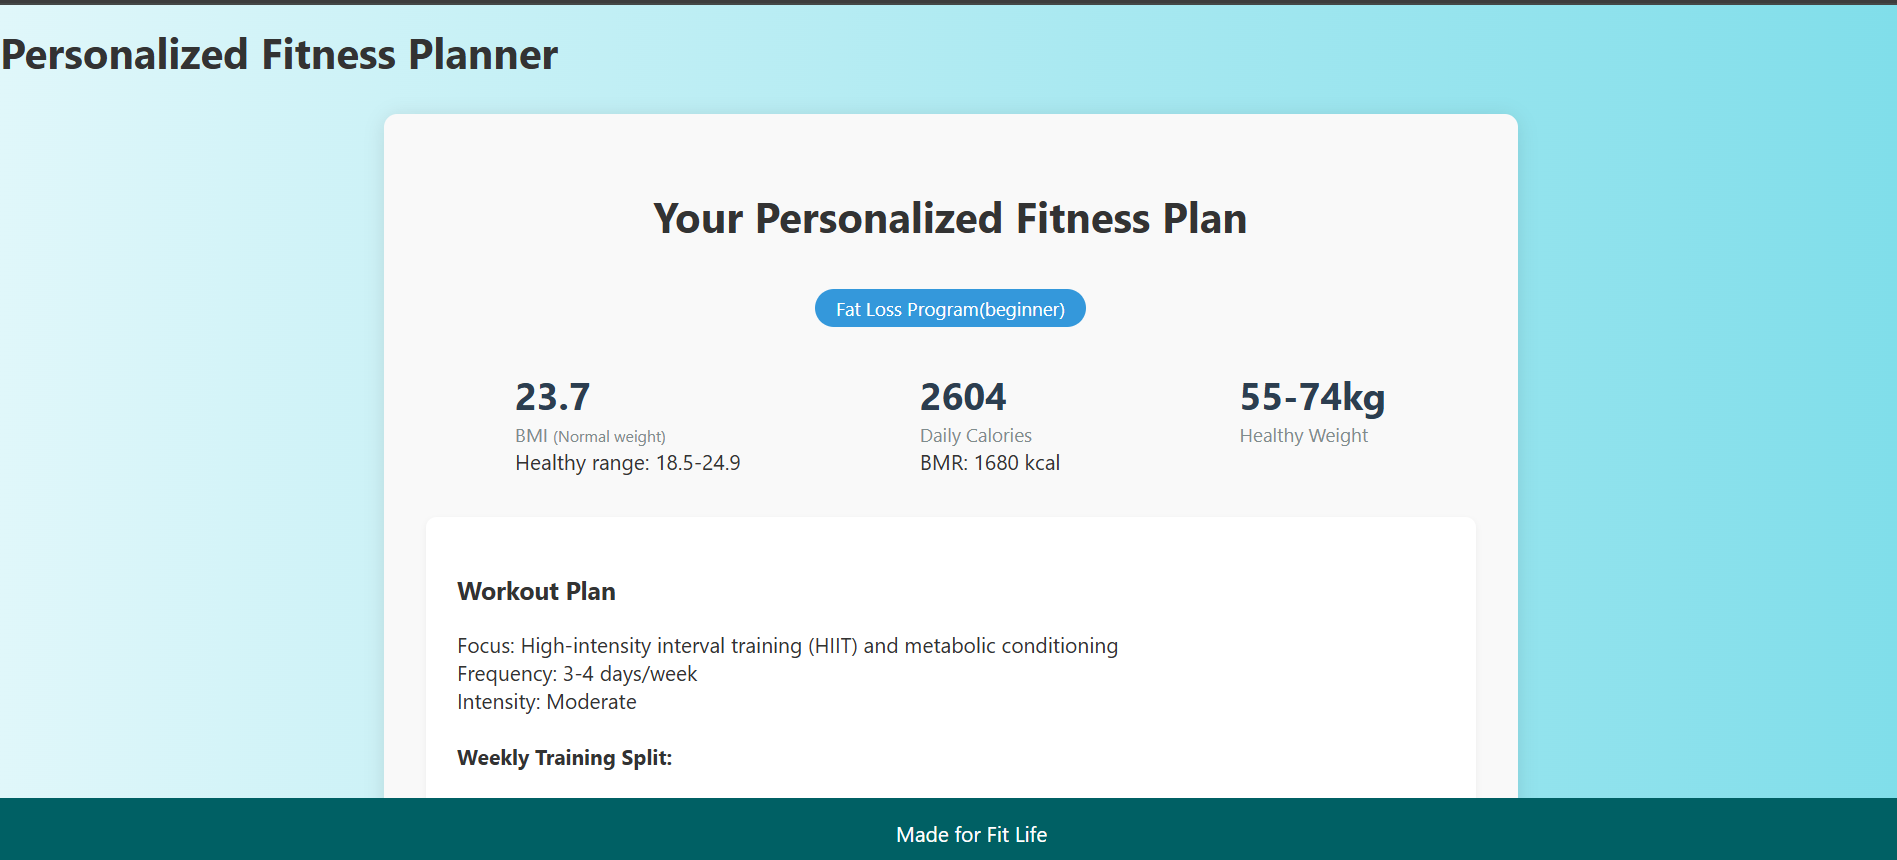 Personalized Fitness Planner
Your Personalized Fitness Plan
Fat Loss Program(beginner)
23.7
BMI (Normal weight)
Healthy range: 18.5-24.9
2604
Daily Calories
BMR: 1680 kcal
55-74kg
Healthy Weight
Workout Plan
Focus: High-intensity interval training (HIIT) and metabolic conditioning
Frequency: 3-4 days/week
Intensity: Moderate
Weekly Training Split:
Made for Fit Life